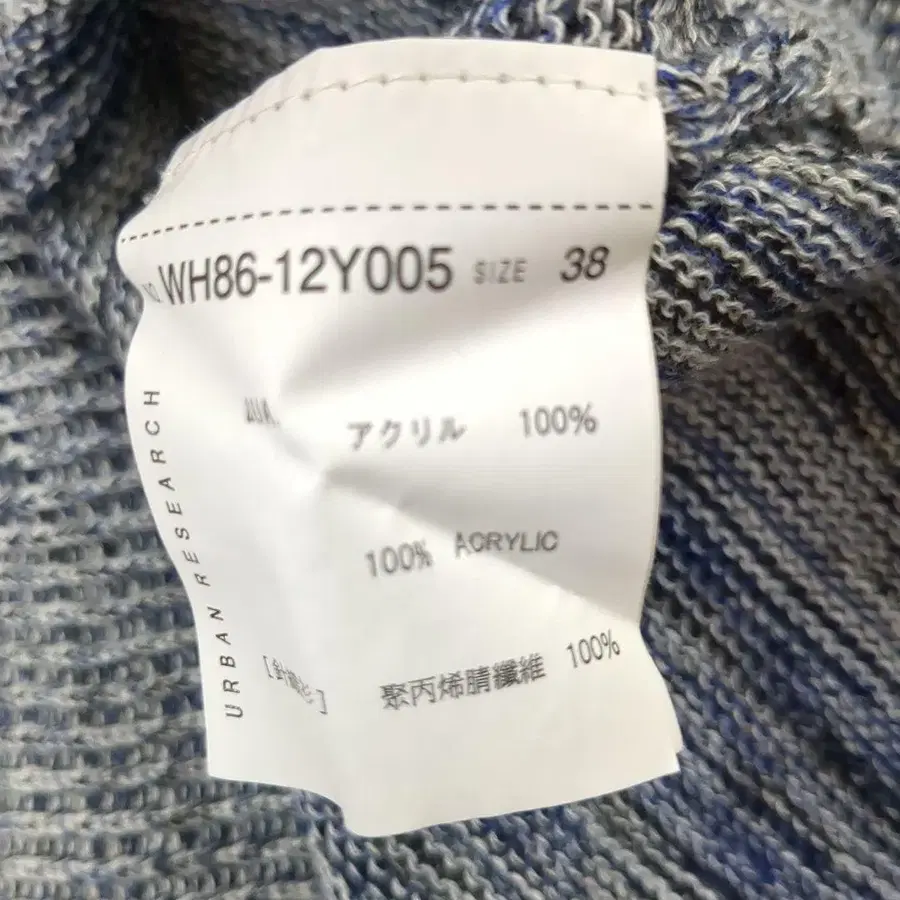 WH86-12Y005 SIZE 38
アクリル 100%
100% ACRYLIC
聚丙烯腈纖維 100%
URBAN RESEARCH